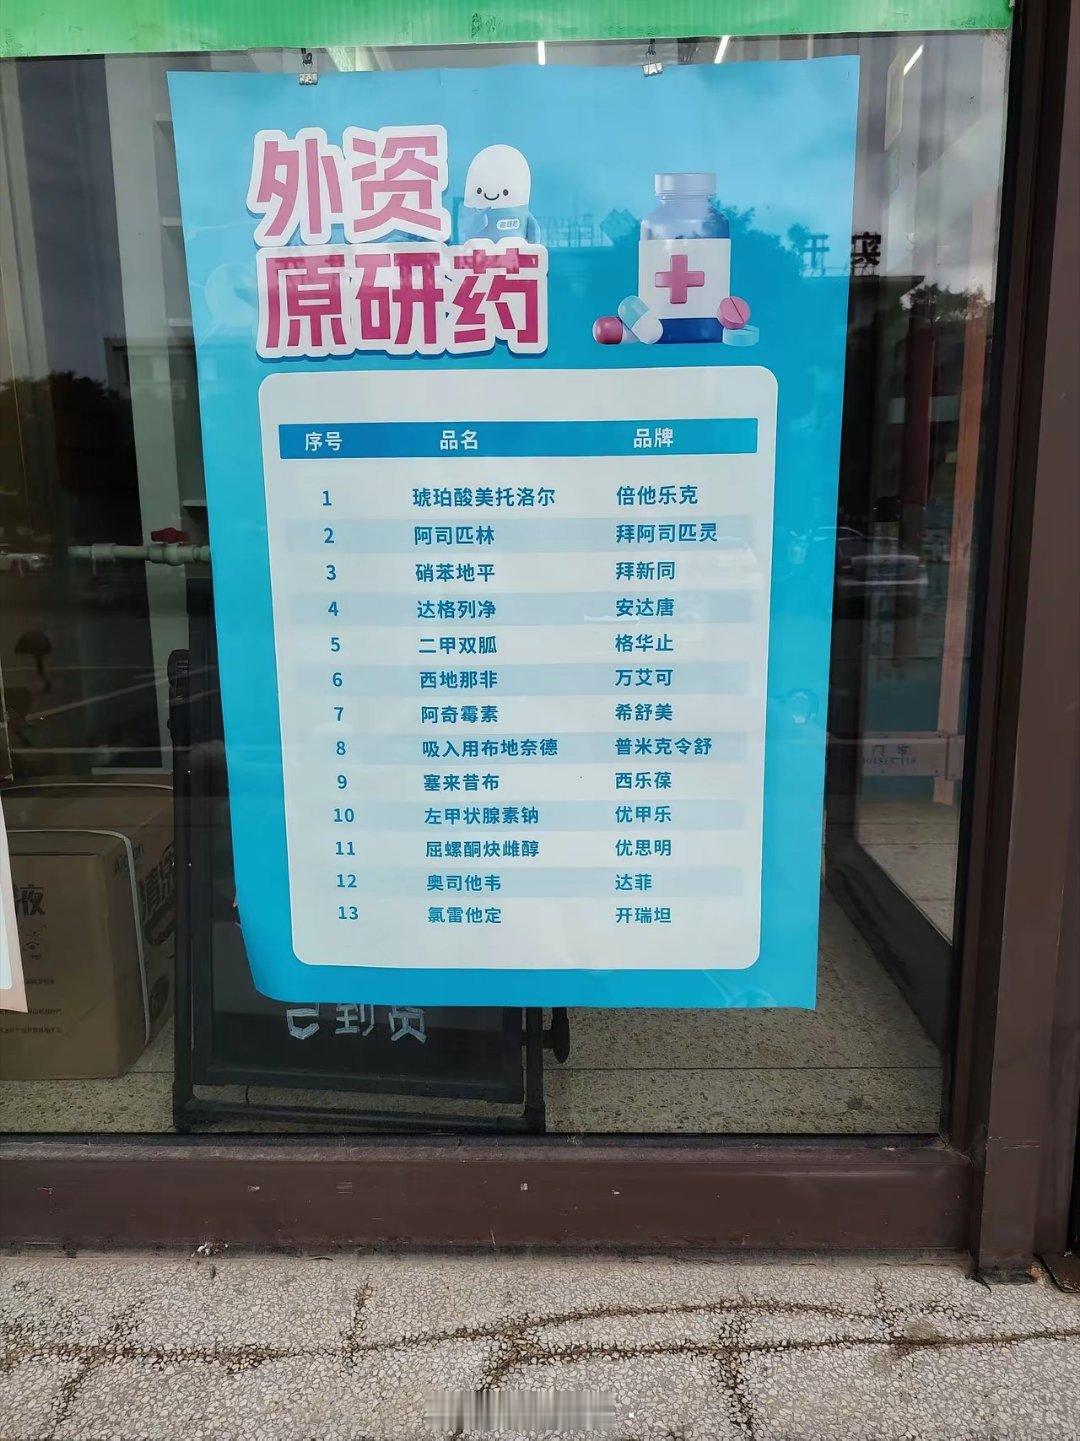 外资
原研药
序号 品名 品牌
1 琥珀酸美托洛尔 倍他乐克
2 阿司匹林 拜阿司匹灵
3 硝苯地平 拜新同
4 达格列净 安达唐
5 二甲双胍 格华止
6 西地那非 万艾可
7 阿奇霉素 希舒美
8 吸入用布地奈德 普米克令舒
9 塞来昔布 西乐葆
10 左甲状腺素钠 优甲乐
11 屈螺酮炔雌醇 优思明
12 奥司他韦 达菲
13 氯雷他定 开瑞坦
已到货
液